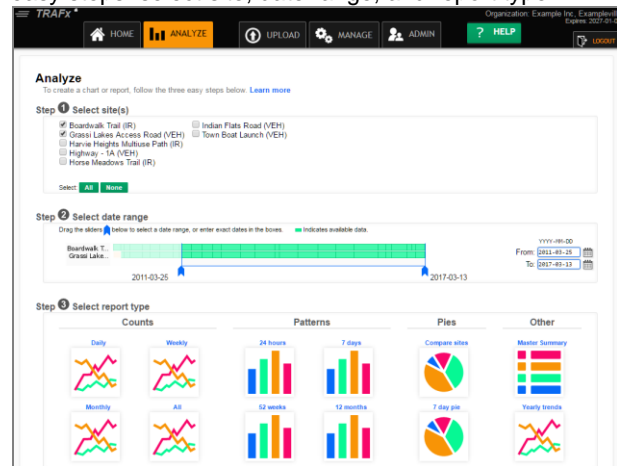 TRAFx
Organization: Example Inc, Examplevill
Expires: 2027-01-0
HOME ANALYZE UPLOAD MANAGE ADMIN ? HELP LOGOUT
Analyze
To create a chart or report, follow the three easy steps below. Learn more
Step 1 Select site(s)
Boardwalk Trail (IR) Indian Flats Road (VEH)
Grassi Lakes Access Road (VEH) Town Boat Launch (VEH)
Harvie Heights Multiuse Path (IR)
Highway - 1A (VEH)
Horse Meadows Trail (IR)
Select: All None
Step 2 Select date range
Drag the sliders below to select a date range, or enter exact dates in the boxes. Indicates available data.
YYYY-MM-DD
Boardwalk T... From: 2011-03-25
Grassi Lake... To: 2017-03-13
2011-03-25 2017-03-13
Step 3 Select report type
Counts Patterns Pies Other
Daily Weekly 24 hours 7 days Compare sites Master Summary
Monthly All 52 weeks 12 months 7 day pie Yearly trends